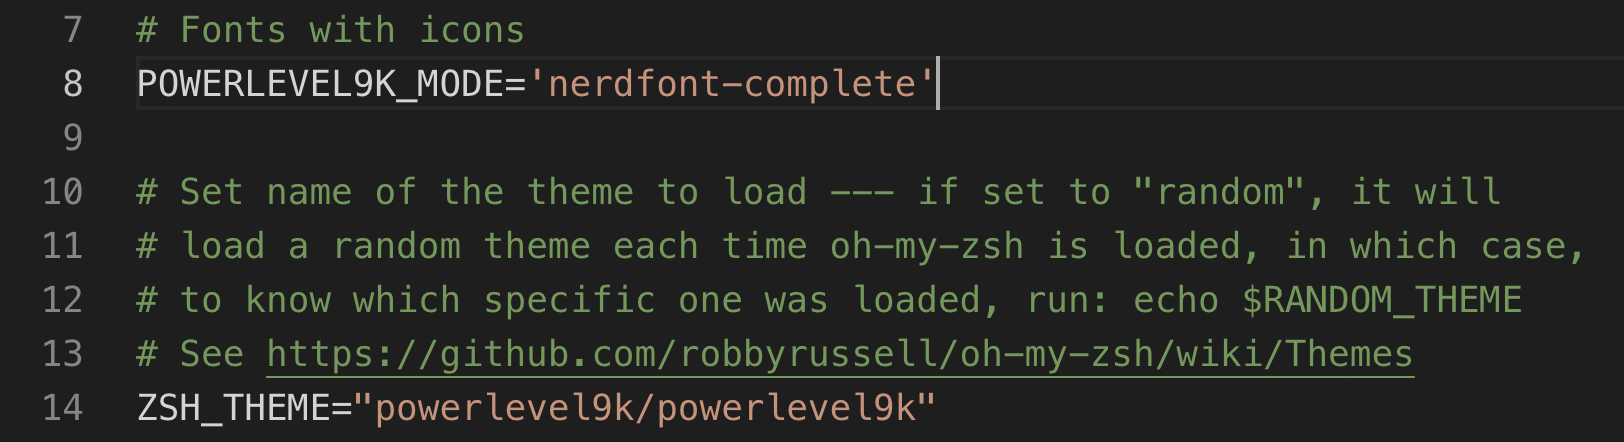 7 # Fonts with icons
8 POWERLEVEL9K_MODE='nerdfont-complete'
9
10 # Set name of the theme to load --- if set to "random", it will
11 # load a random theme each time oh-my-zsh is loaded, in which case,
12 # to know which specific one was loaded, run: echo $RANDOM_THEME
13 # See https://github.com/robbyrussell/oh-my-zsh/wiki/Themes
14 ZSH_THEME="powerlevel9k/powerlevel9k"